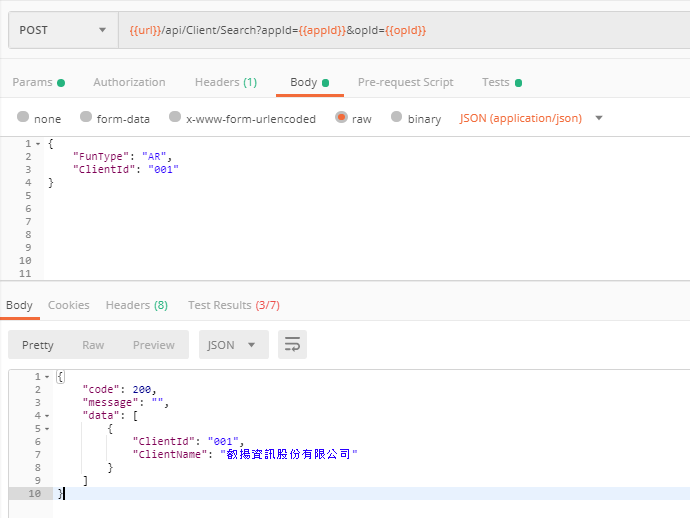 POST {{url}}/api/Client/Search?appId={{appId}}&opId={{opId}}
Params Authorization Headers (1) Body Pre-request Script Tests
none form-data x-www-form-urlencoded raw binary JSON (application/json)
1 {
2 "FunType": "AR",
3 "ClientId": "001"
4 }
5
6
7
8
9
10
11
Body Cookies Headers (8) Test Results (3/7)
Pretty Raw Preview JSON
1 {
2 "code": 200,
3 "message": "",
4 "data": [
5 {
6 "ClientId": "001",
7 "ClientName": "叡揚資訊股份有限公司"
8 }
9 ]
10 }